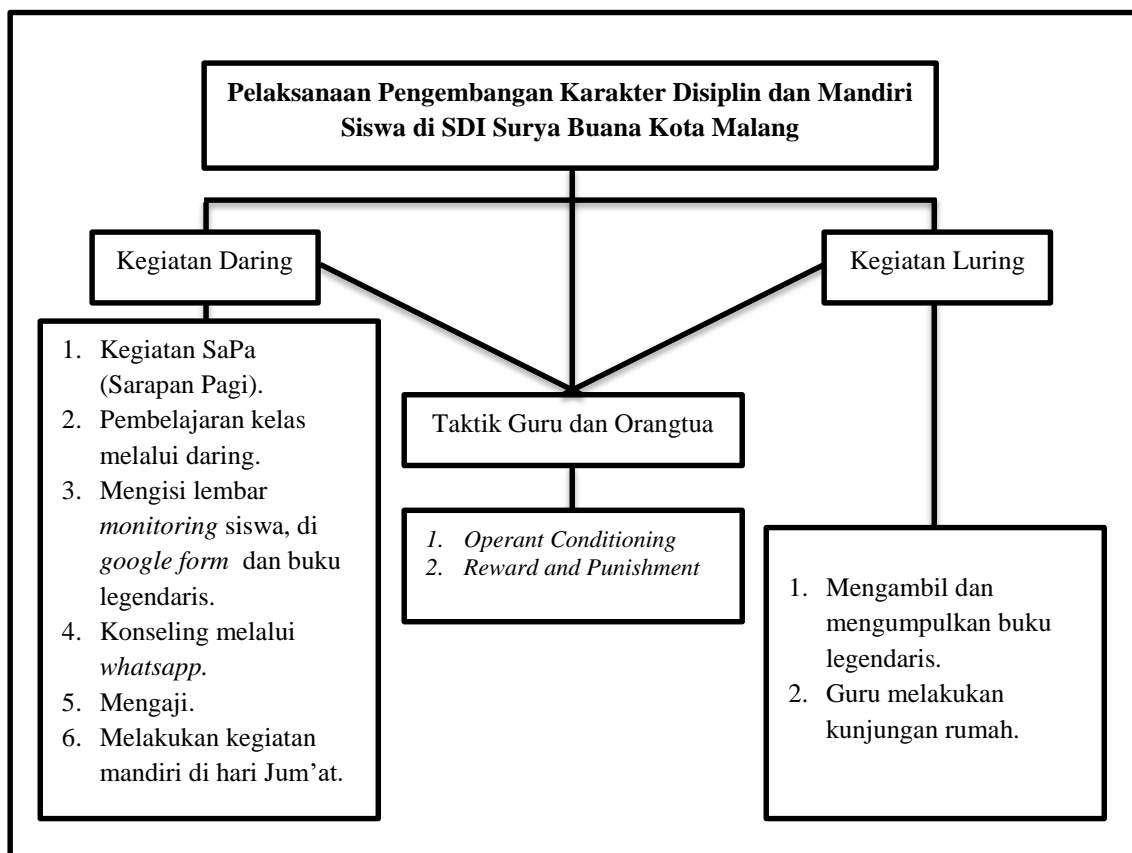 Pelaksanaan Pengembangan Karakter Disiplin dan Mandiri
Siswa di SDI Surya Buana Kota Malang
Kegiatan Daring
Kegiatan Luring
1. Kegiatan SaPa
(Sarapan Pagi).
2. Pembelajaran kelas
melalui daring.
3. Mengisi lembar
monitoring siswa, di
google form dan buku
legendaris.
4. Konseling melalui
whatsapp.
5. Mengaji.
6. Melakukan kegiatan
mandiri di hari Jum’at.
Taktik Guru dan Orangtua
1. Operant Conditioning
2. Reward and Punishment
1. Mengambil dan
mengumpulkan buku
legendaris.
2. Guru melakukan
kunjungan rumah.